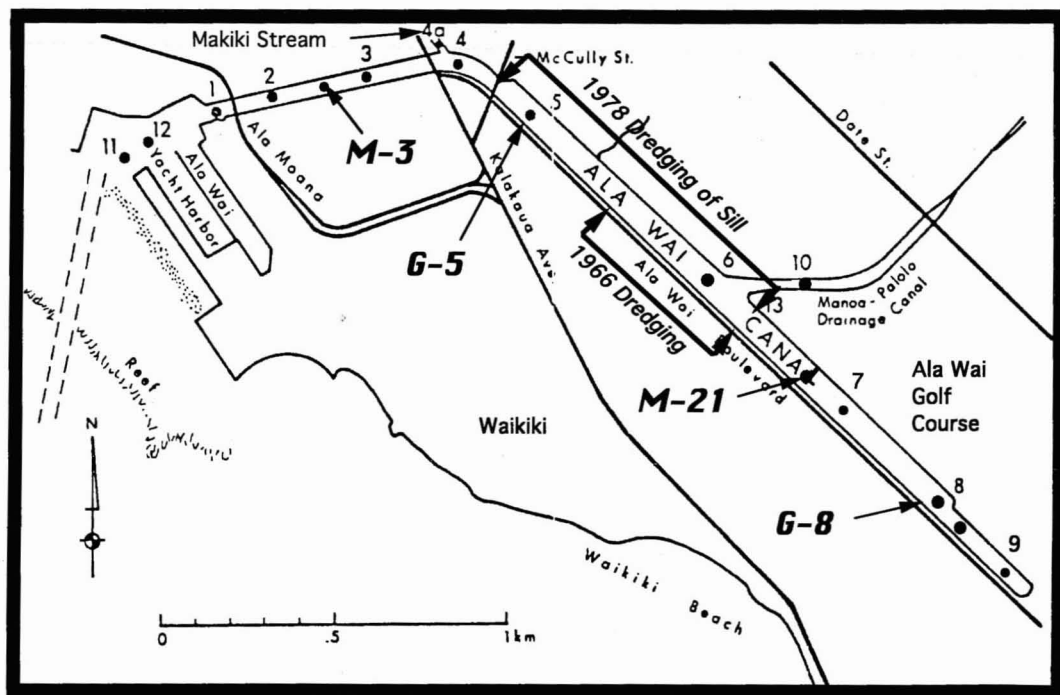 Makiki Stream
4a
4
3
2
1
McCully St.
5
1978 Dredging of Sill
Date St.
12
11
Ala Wai
Yacht Harbor
Ala Moana
M-3
Kalakaua Ave
G-5
ALA WAI
CANAL
6
10
1966 Dredging
Ala Wai
Boulevard
13
Manoa-Palolo
Drainage Canal
Reef
N
Waikiki
M-21
7
Ala Wai
Golf
Course
8
G-8
9
Waikiki Beach
0
.5
1km